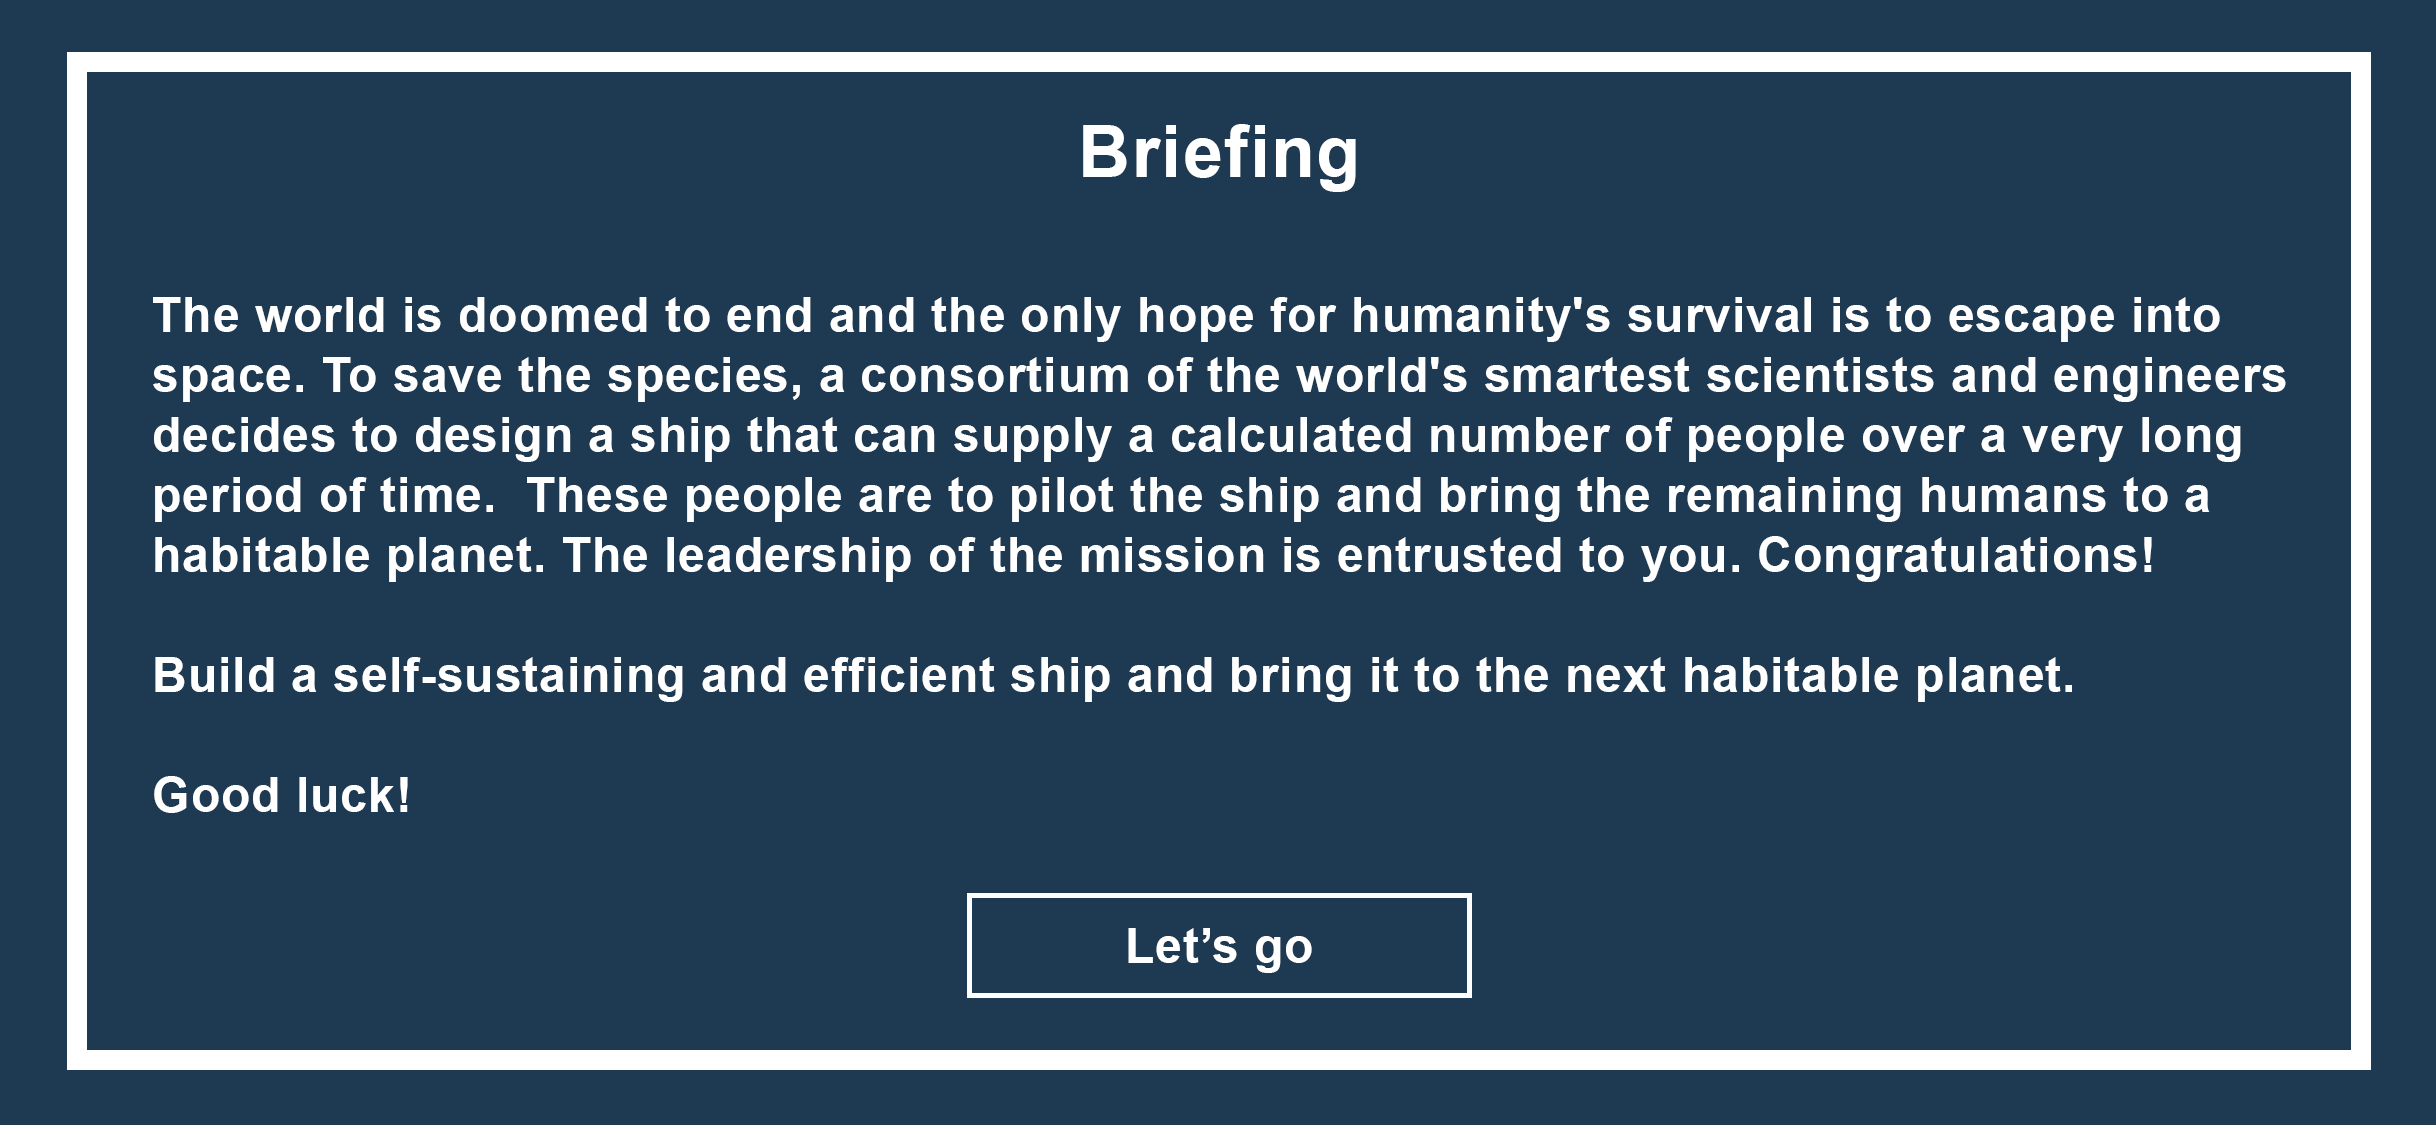 Briefing
The world is doomed to end and the only hope for humanity's survival is to escape into
space. To save the species, a consortium of the world's smartest scientists and engineers
decides to design a ship that can supply a calculated number of people over a very long
period of time.  These people are to pilot the ship and bring the remaining humans to a
habitable planet. The leadership of the mission is entrusted to you. Congratulations!
Build a self-sustaining and efficient ship and bring it to the next habitable planet.
Good luck!
Let’s go